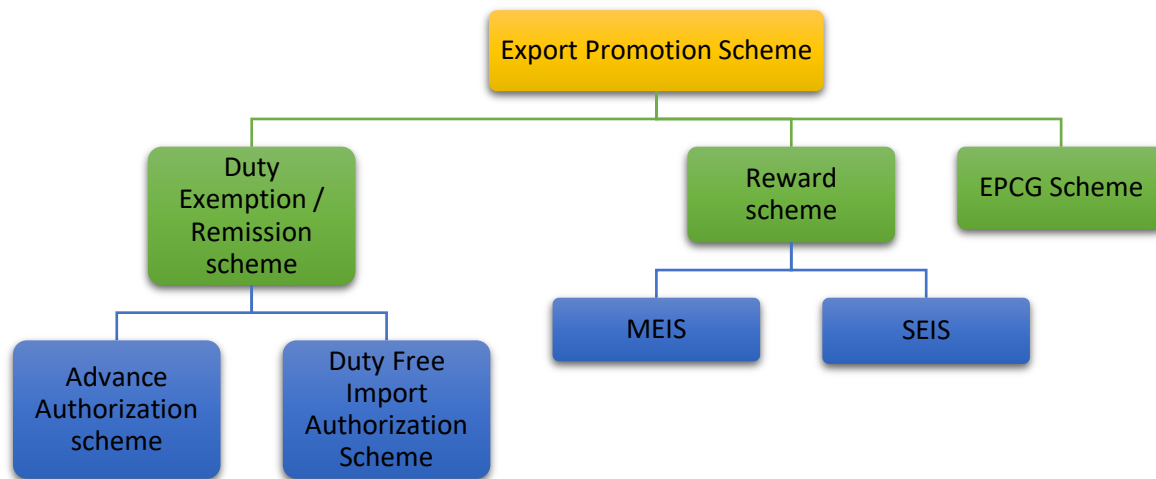 Export Promotion Scheme
Duty
Exemption /
Remission
scheme
Reward
scheme
EPCG Scheme
MEIS
SEIS
Advance
Authorization
scheme
Duty Free
Import
Authorization
Scheme